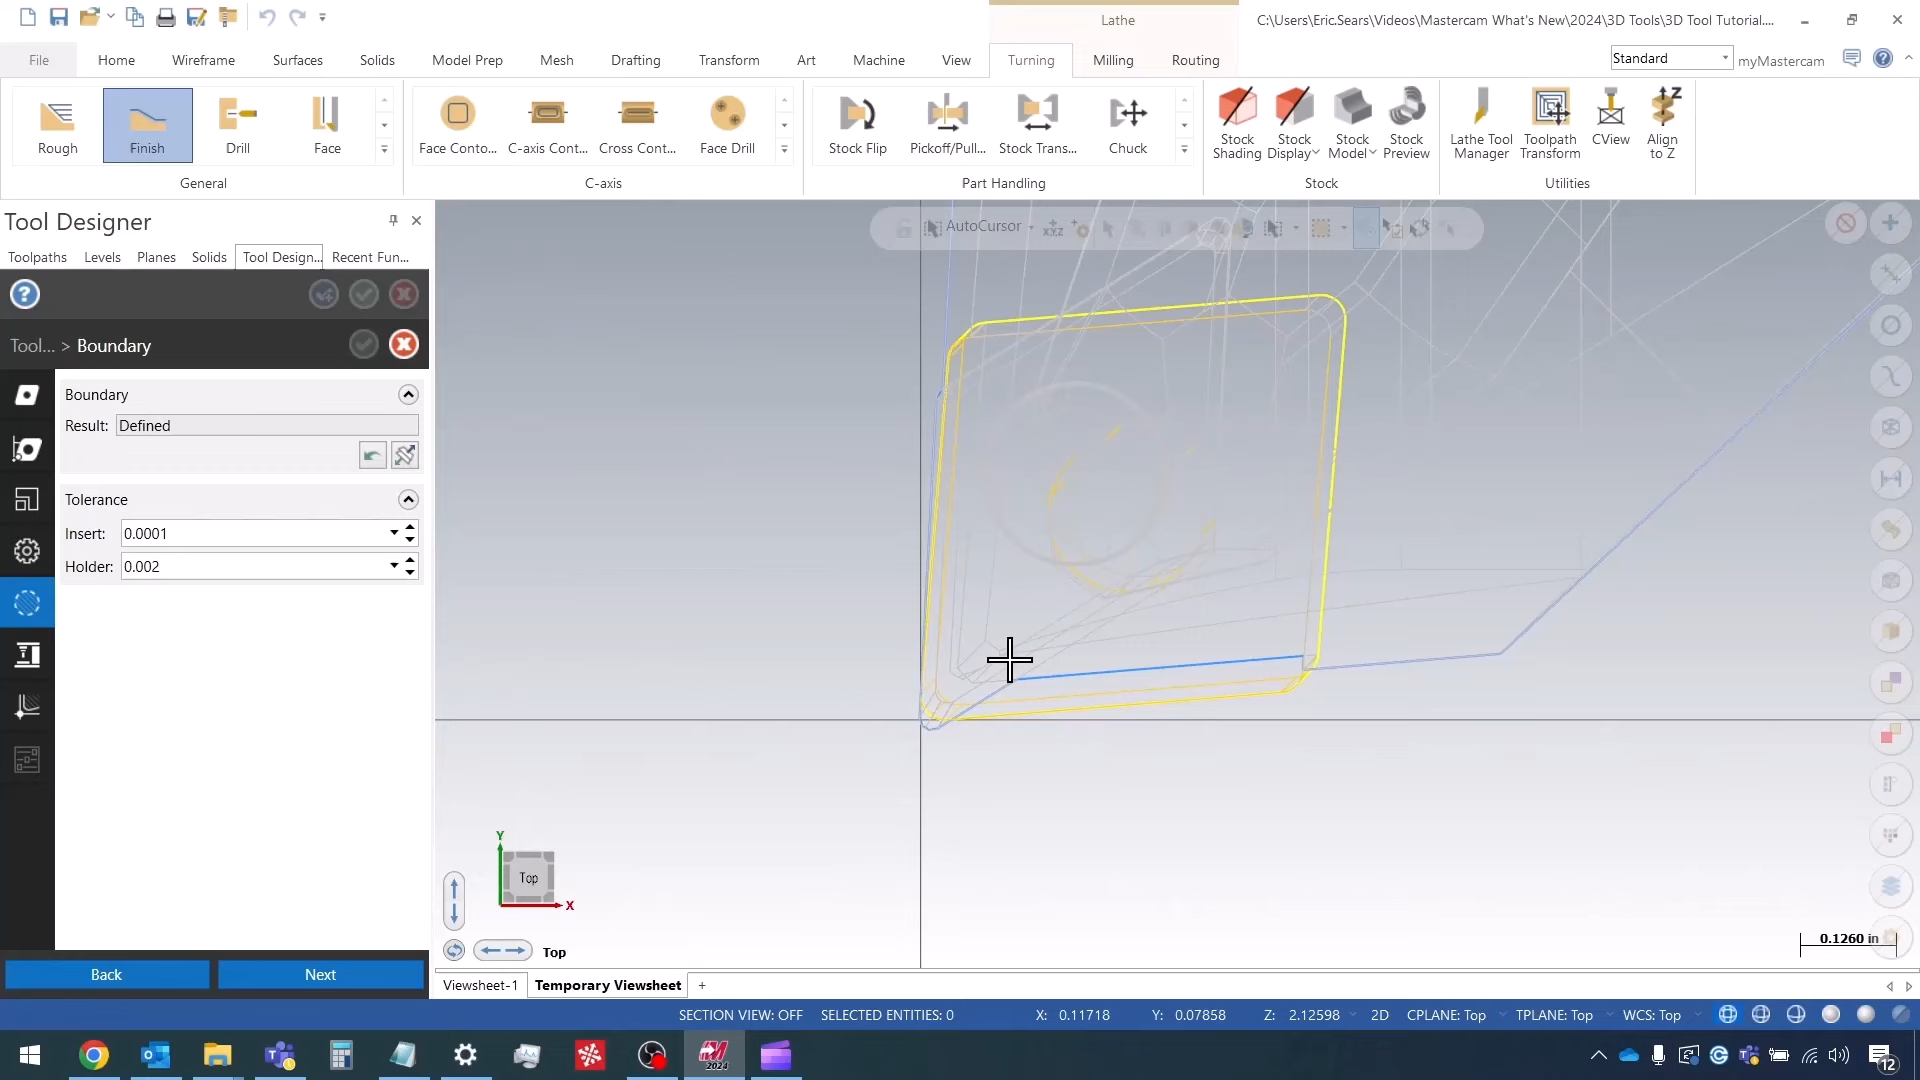 Lathe
C:\Users\Eric.Sears\Videos\Mastercam What's New\2024\3D Tools\3D Tool Tutorial....
File
Home
Wireframe
Surfaces
Solids
Model Prep
Mesh
Drafting
Transform
Art
Machine
View
Turning
Milling
Routing
Standard
myMastercam
Rough
Finish
Drill
Face
Face Conto...
C-axis Cont...
Cross Cont...
Face Drill
Stock Flip
Pickoff/Pull...
Stock Trans...
Chuck
Stock
Shading
Stock
Display
Stock
Model
Stock
Preview
Lathe Tool
Manager
Toolpath
Transform
CView
Align
to Z
General
C-axis
Part Handling
Stock
Utilities
Tool Designer
Toolpaths
Levels
Planes
Solids
Tool Design...
Recent Fun...
AutoCursor
Tool... > Boundary
Boundary
Result: Defined
Tolerance
Insert: 0.0001
Holder: 0.002
Back
Next
Y
Top
X
Top
0.1260 in
Viewsheet-1
Temporary Viewsheet
+
SECTION VIEW: OFF
SELECTED ENTITIES: 0
X: 0.11718
Y: 0.07858
Z: 2.12598
2D
CPLANE: Top
TPLANE: Top
WCS: Top
2024
12